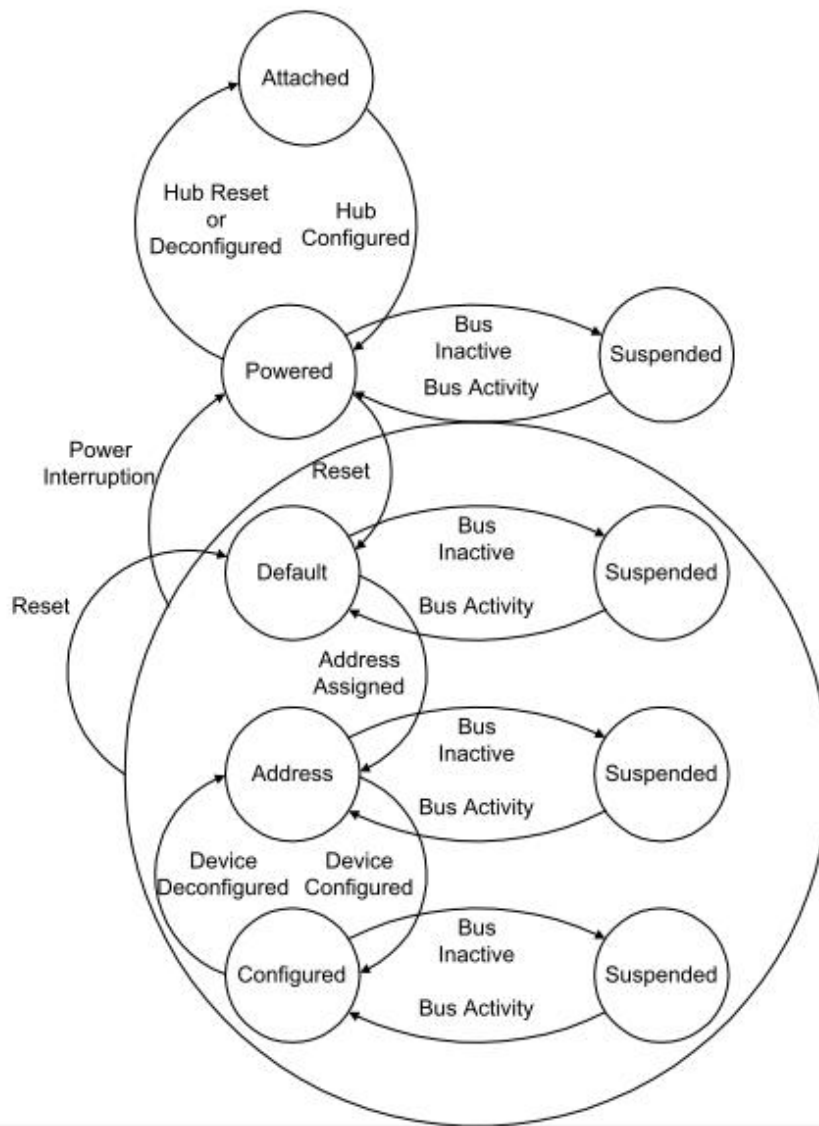 Attached
Hub Reset
or
Deconfigured
Hub
Configured
Powered
Bus
Inactive
Bus Activity
Suspended
Power
Interruption
Reset
Reset
Default
Bus
Inactive
Bus Activity
Suspended
Address
Assigned
Address
Bus
Inactive
Bus Activity
Suspended
Device
Deconfigured
Device
Configured
Configured
Bus
Inactive
Bus Activity
Suspended